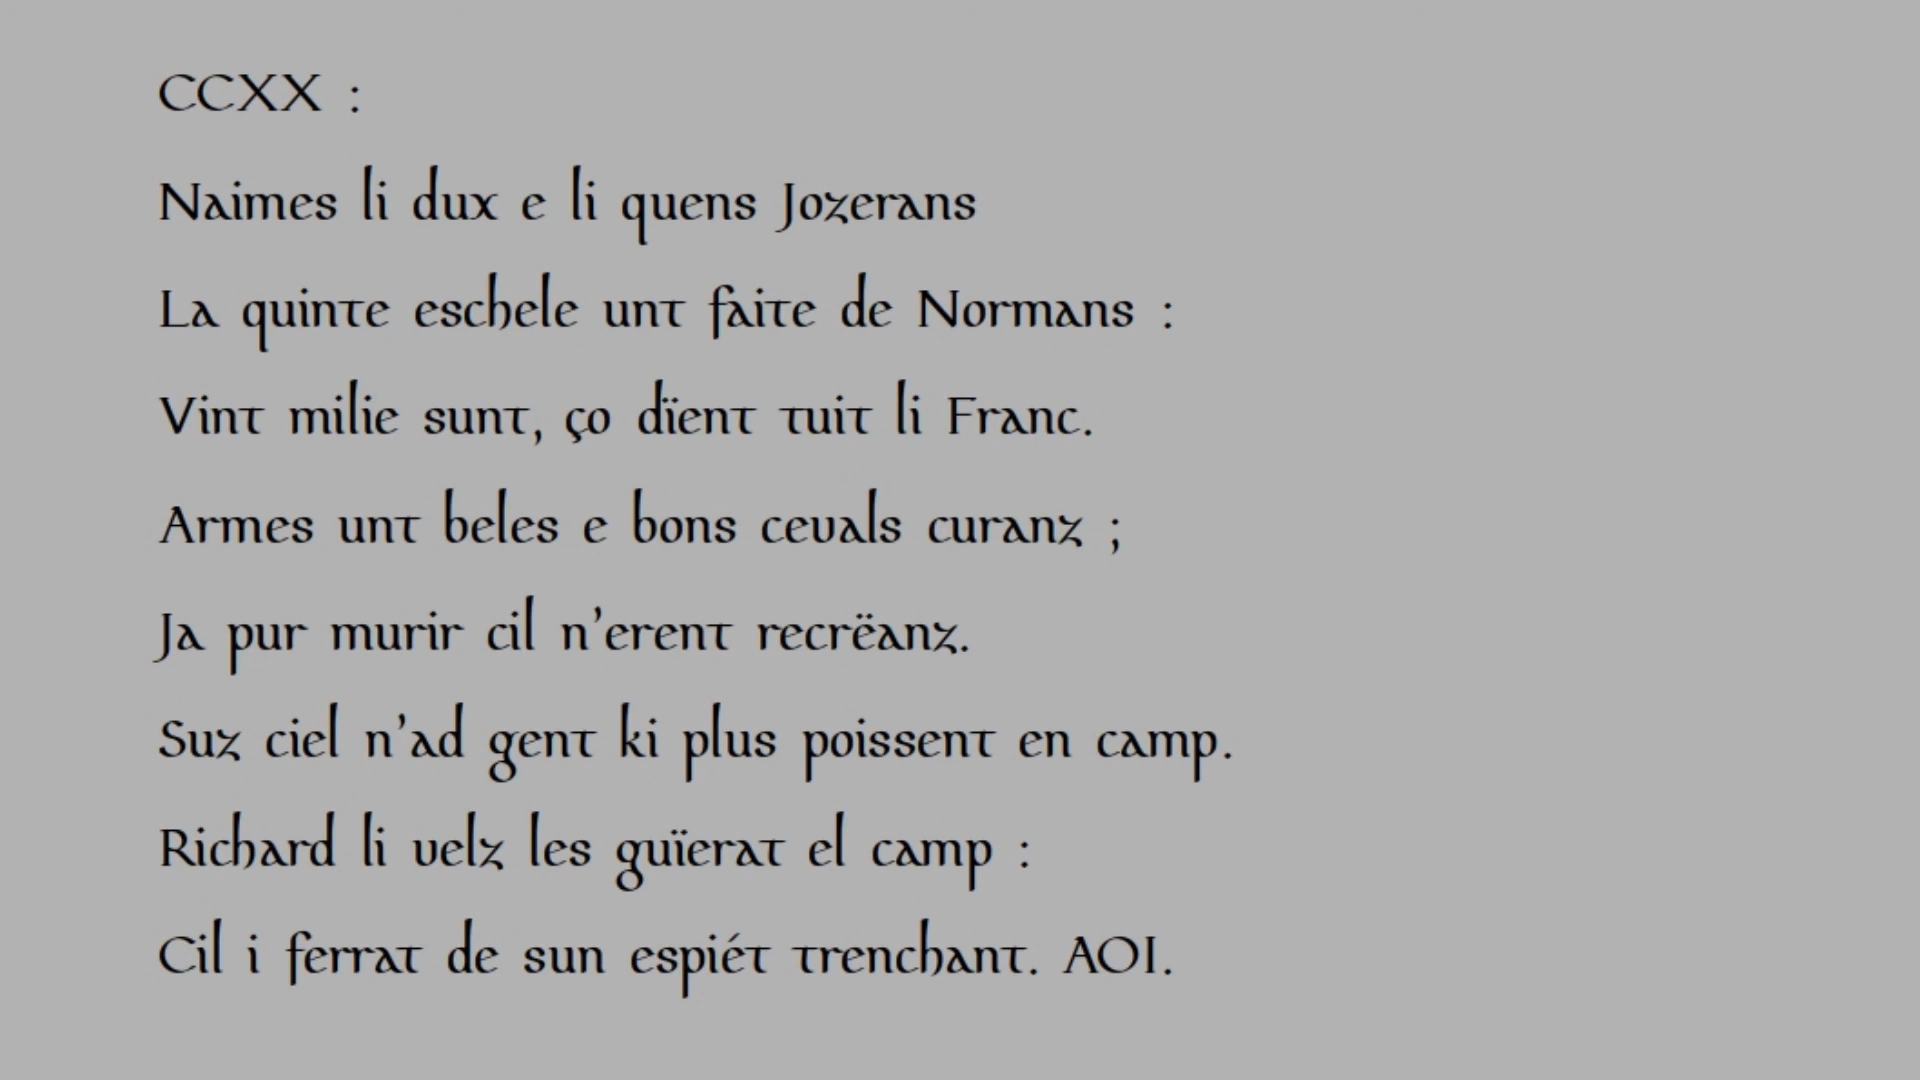 CCXX :
Naimes li dux e li quens Jozerans
La quinte eschele unt faite de Normans :
Vint milie sunt, ço dïent tuit li Franc.
Armes unt beles e bons cevals curanz ;
Ja pur murir cil n’erent recrëanz.
Suz ciel n’ad gent ki plus poissent en camp.
Richard li velz les guïerat el camp :
Cil i ferrat de sun espiét trenchant. AOI.